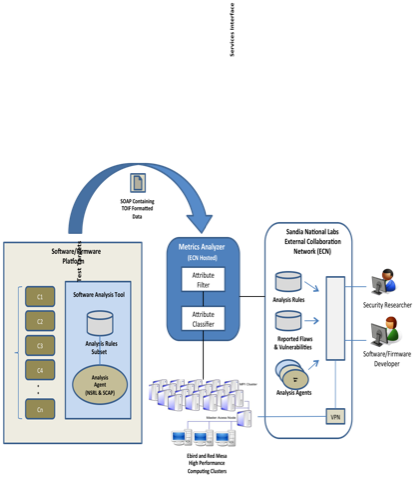 Services Interface
SOAP Containing
TOIF Formatted
Data
Software/Firmware
Platform
Test Targets
C1
C2
C3
C4
Cn
Software Analysis Tool
Analysis Rules
Subset
Analysis
Agent
(NSRL & SCAP)
Metrics Analyzer
(ECN Hosted)
Attribute
Filter
Attribute
Classifier
Sandia National Labs
External Collaboration
Network (ECN)
Analysis Rules
Reported Flaws
& Vulnerabilities
Analysis Agents
VPN
Security Researcher
Software/Firmware
Developer
MPI Cluster
Ebird and Red Mesa
High Performance
Computing Clusters